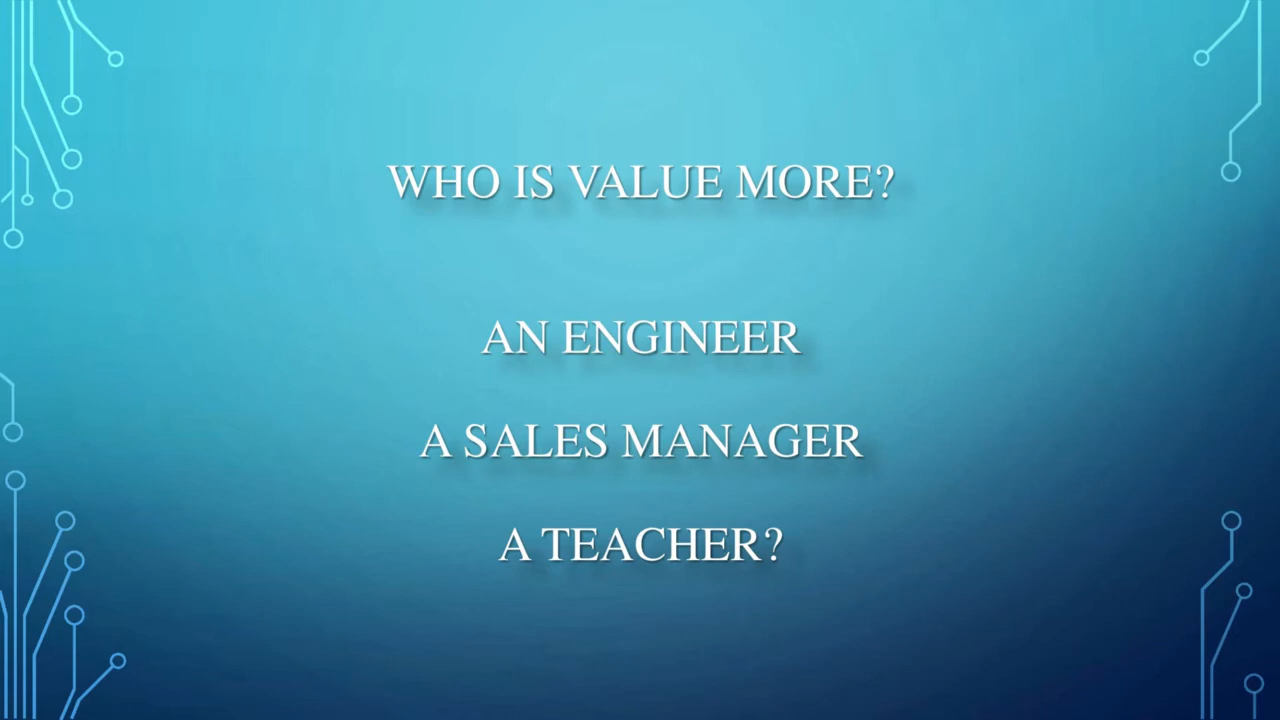 WHO IS VALUE MORE?
AN ENGINEER
A SALES MANAGER
A TEACHER?